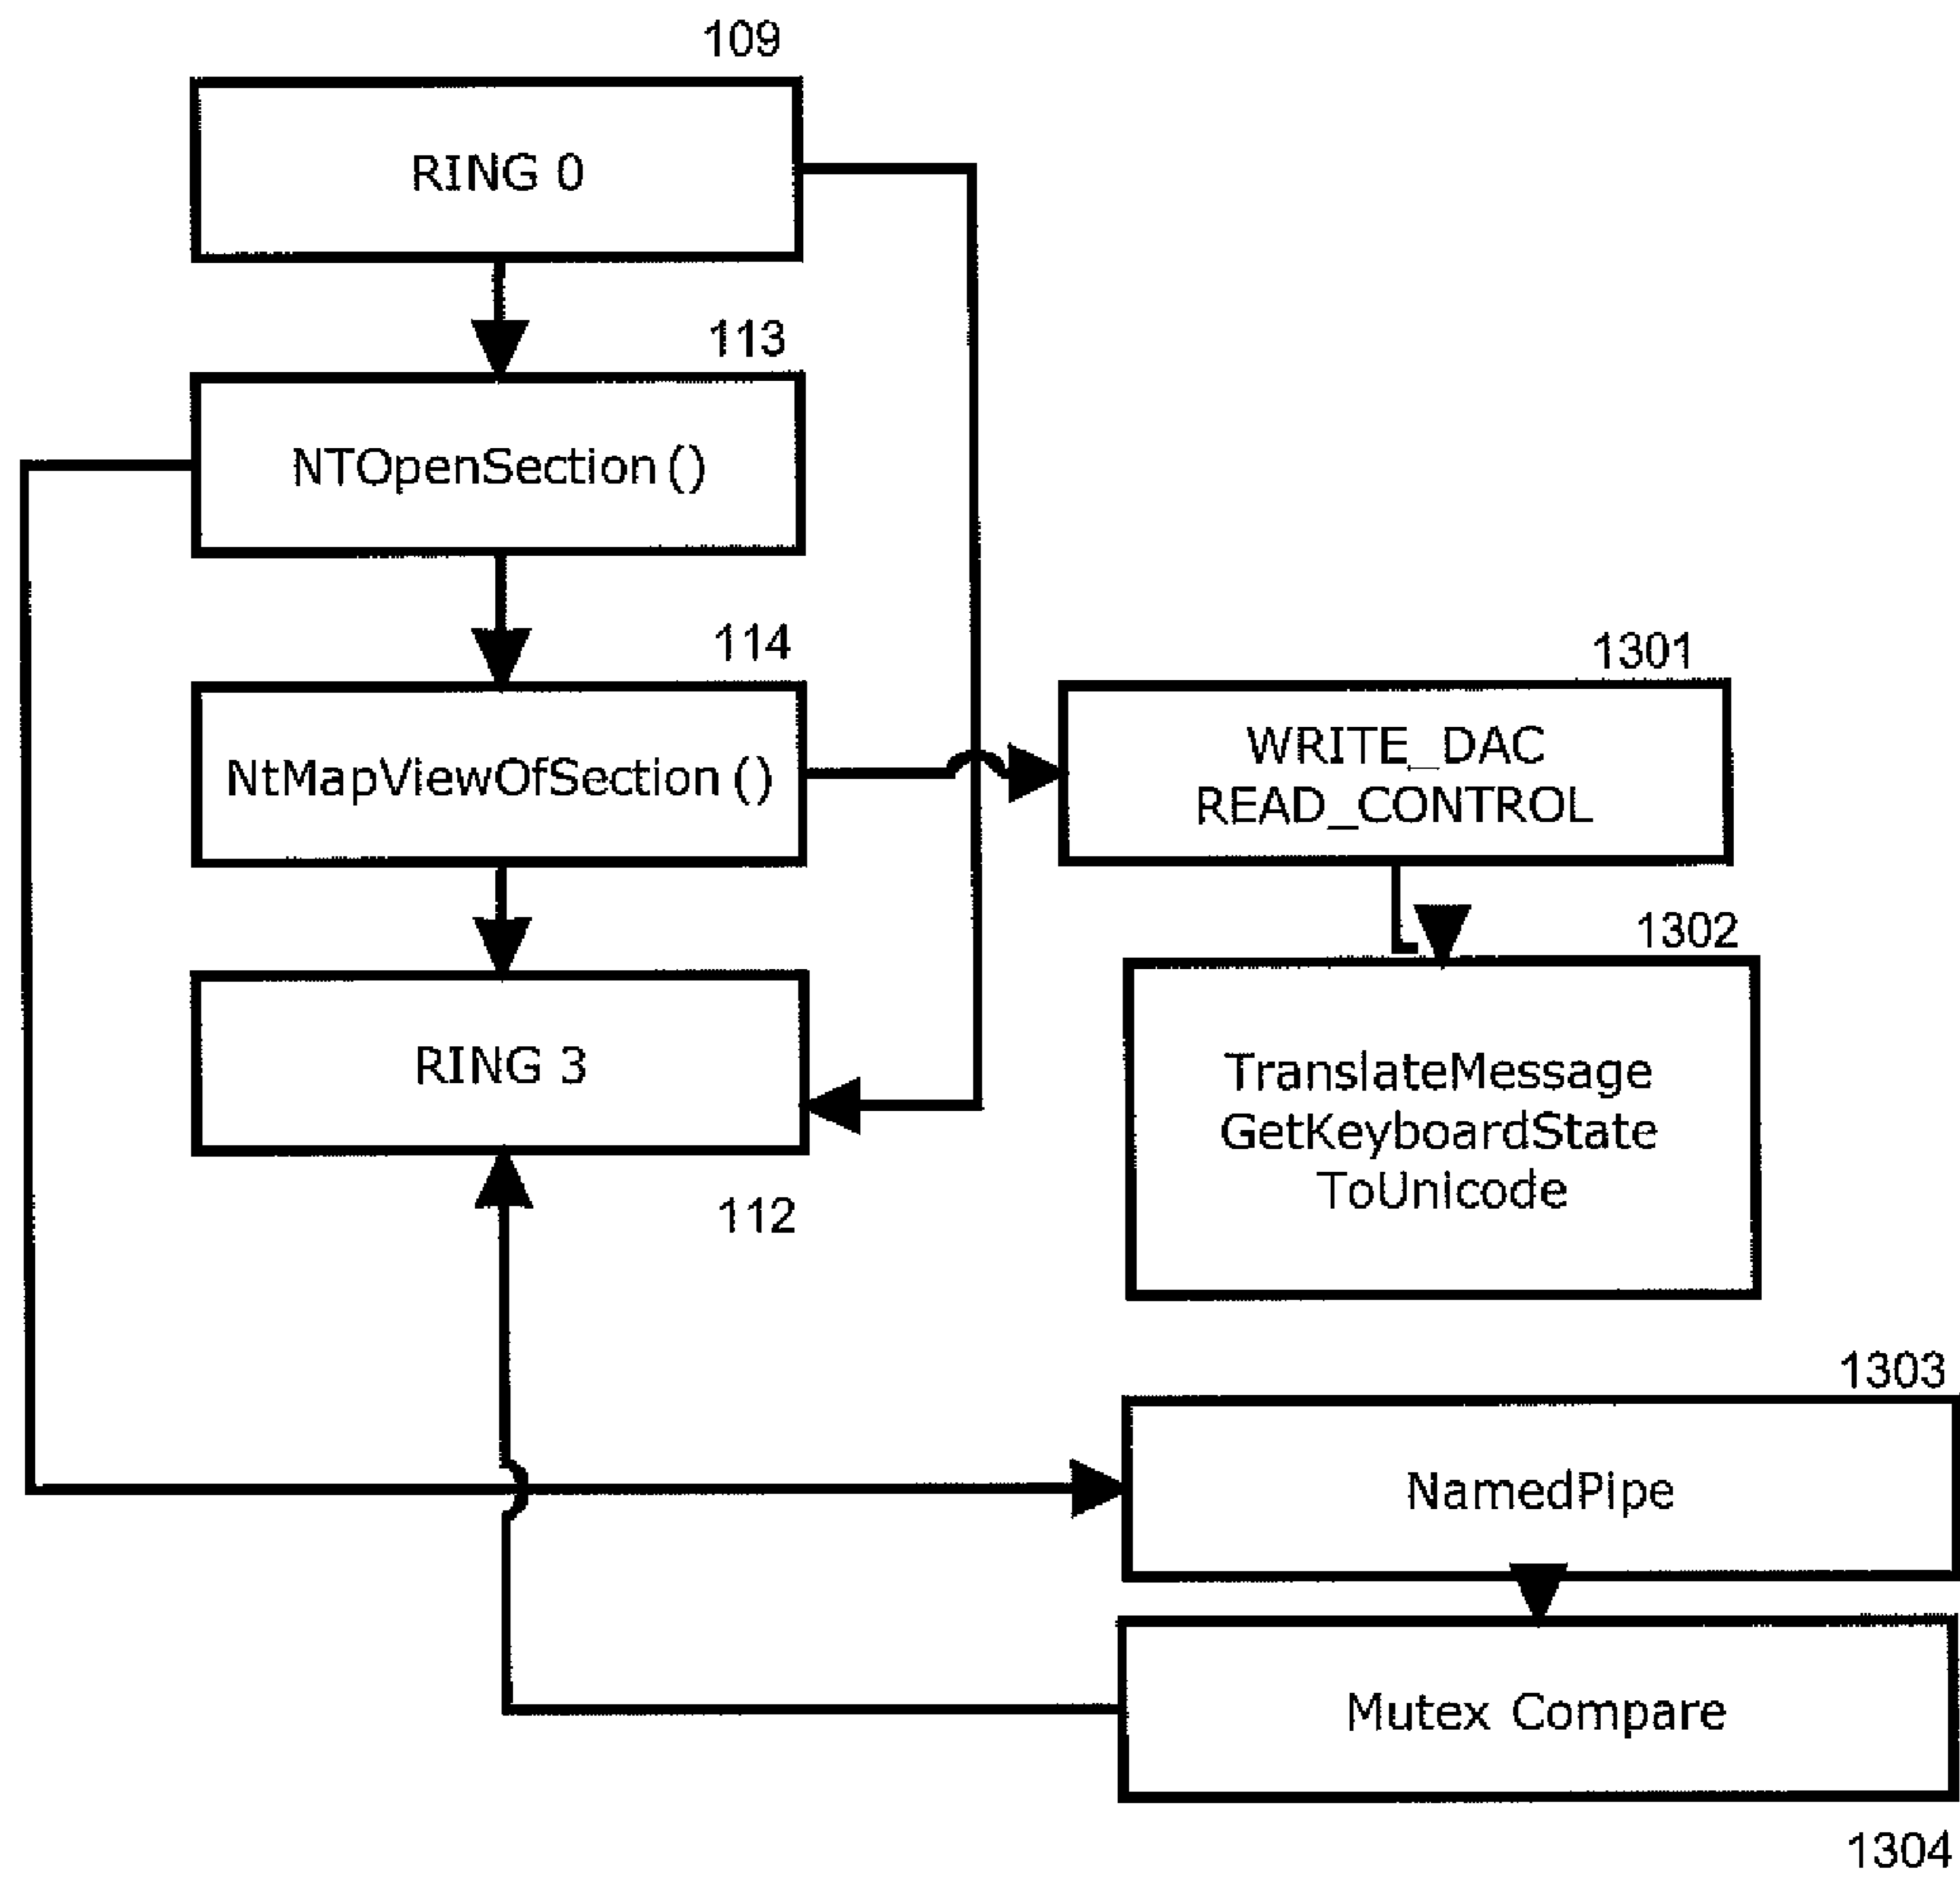 109
RING 0
113
NTOpenSection()
114
NtMapViewOfSection()
1301
WRITE_DAC
READ_CONTROL
RING 3
112
1302
TranslateMessage
GetKeyboardState
ToUnicode
1303
NamedPipe
Mutex Compare
1304